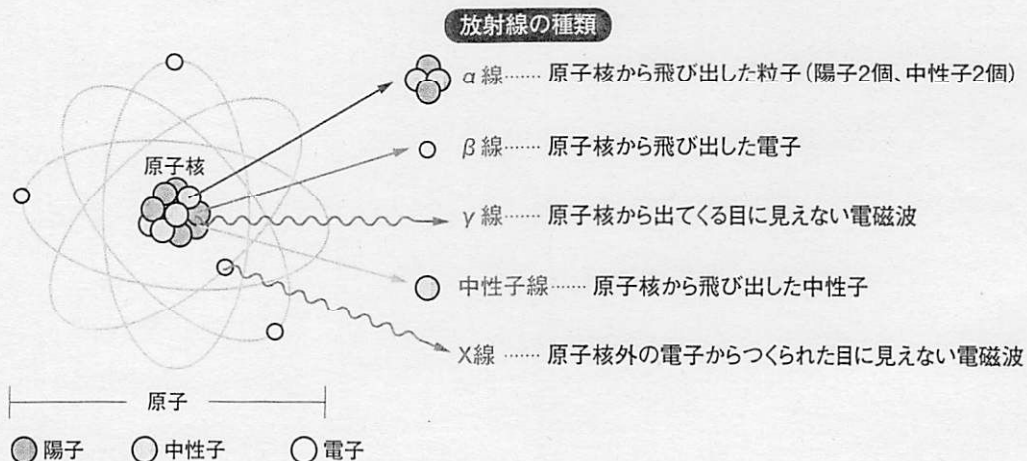 放射線の種類
α線…… 原子核から飛び出した粒子(陽子2個、中性子2個)
β線…… 原子核から飛び出した電子
原子核
γ線…… 原子核から出てくる目に見えない電磁波
中性子線…… 原子核から飛び出した中性子
X線 …… 原子核外の電子からつくられた目に見えない電磁波
原子
陽子 中性子 電子